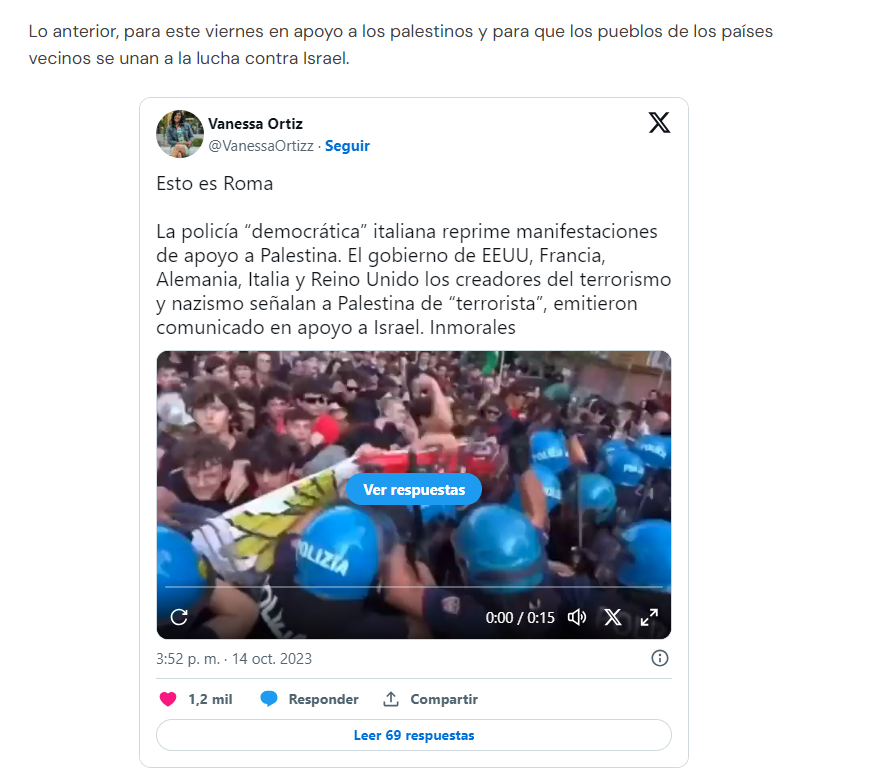 Lo anterior, para este viernes en apoyo a los palestinos y para que los pueblos de los países
vecinos se unan a la lucha contra Israel.
Vanessa Ortiz
@VanessaOrtizz · Seguir
X
Esto es Roma
La policía “democrática” italiana reprime manifestaciones
de apoyo a Palestina. El gobierno de EEUU, Francia,
Alemania, Italia y Reino Unido los creadores del terrorismo
y nazismo señalan a Palestina de “terrorista”, emitieron
comunicado en apoyo a Israel. Inmorales
POLIZIA
Ver respuestas
POLIZIA
0:00 / 0:15
X
3:52 p. m. · 14 oct. 2023
1,2 mil
Responder
Compartir
Leer 69 respuestas